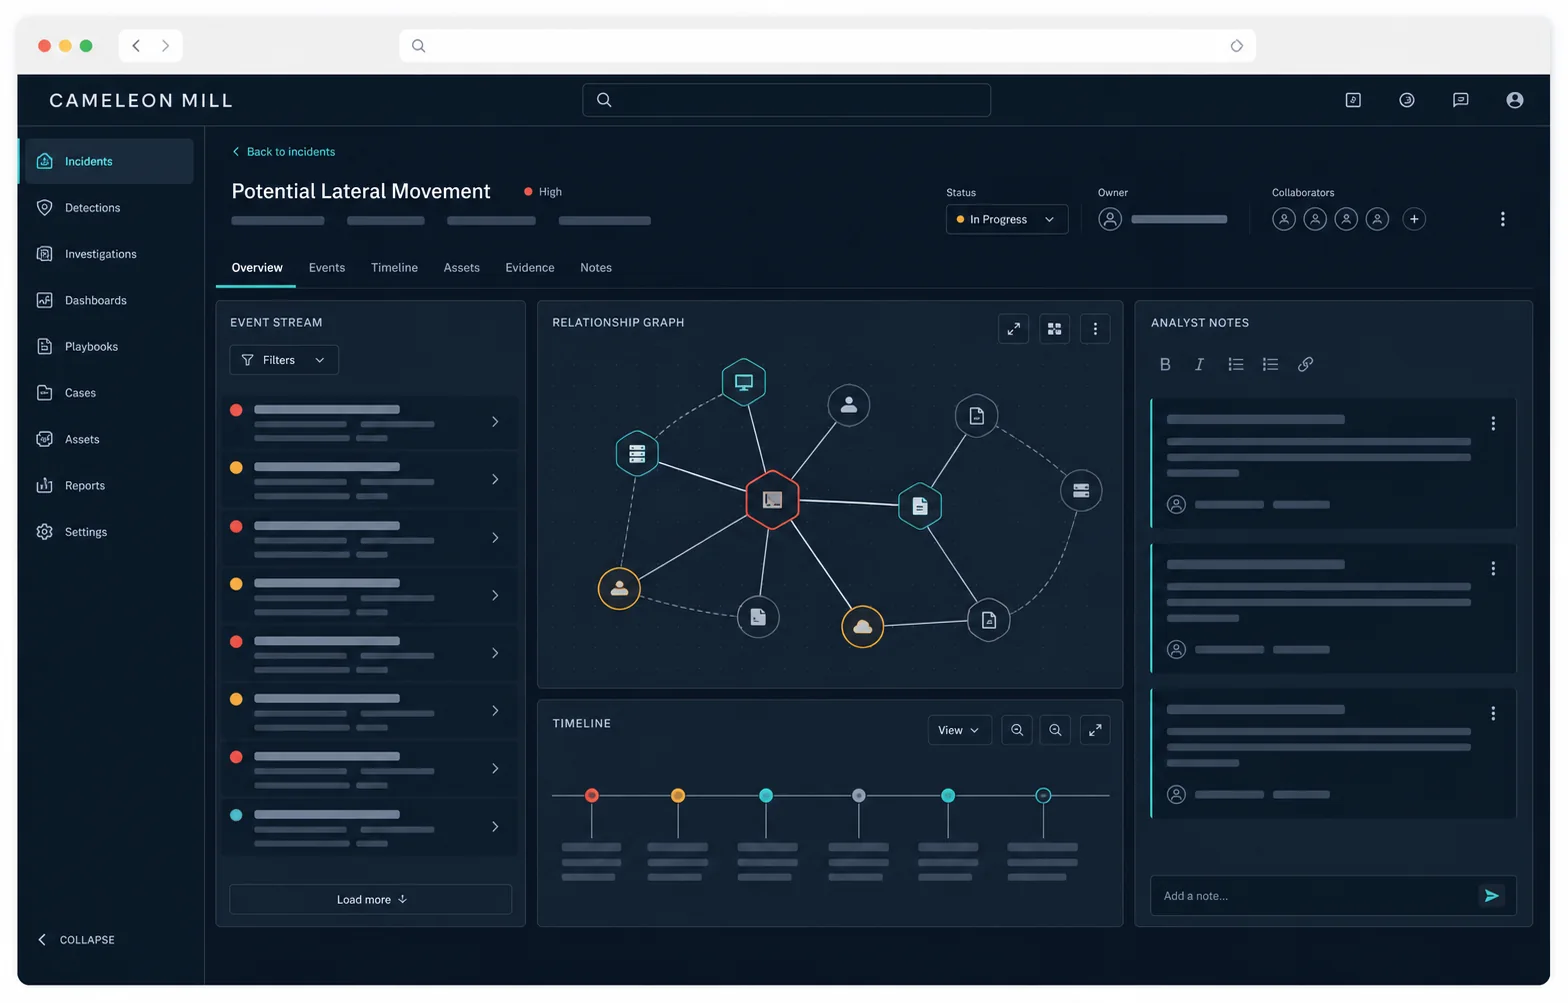 CAMELEON MILL
Incidents
Detections
Investigations
Dashboards
Playbooks
Cases
Assets
Reports
Settings
COLLAPSE
Back to incidents
Potential Lateral Movement
High
Status
In Progress
Owner
Collaborators
Overview
Events
Timeline
Assets
Evidence
Notes
EVENT STREAM
Filters
Load more
RELATIONSHIP GRAPH
TIMELINE
View
ANALYST NOTES
B
I
Add a note...